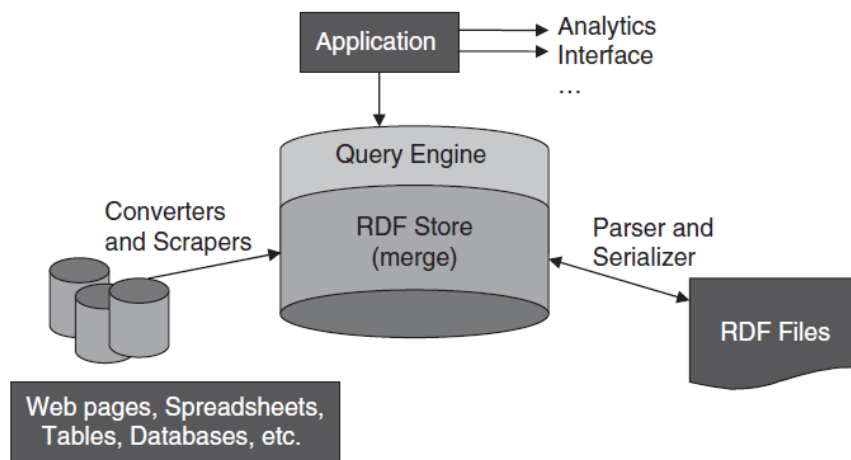 Application
Analytics
Interface
...
Query Engine
RDF Store
(merge)
Converters
and Scrapers
Parser and
Serializer
RDF Files
Web pages, Spreadsheets,
Tables, Databases, etc.